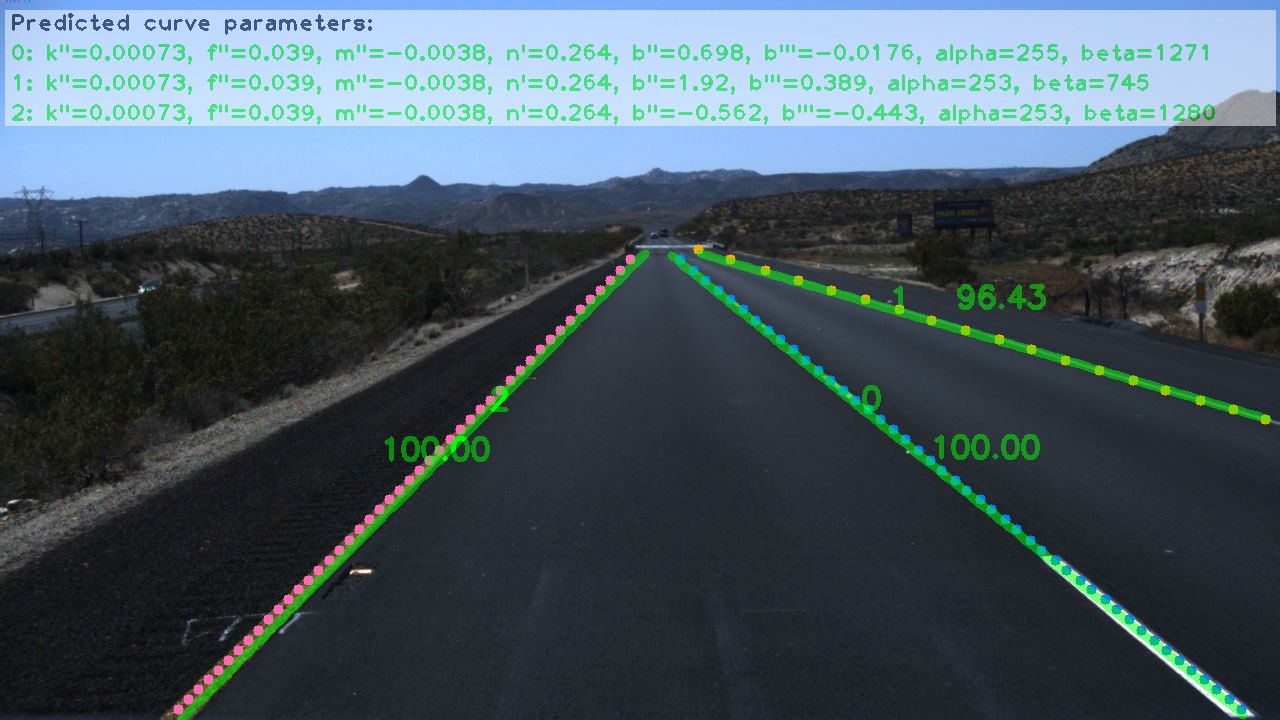 Predicted curve parameters:
0: k"=0.00073, f"=0.039, m"=-0.0038, n'=0.264, b"=0.698, b'''=-0.0176, alpha=255, beta=1271
1: k"=0.00073, f"=0.039, m"=-0.0038, n'=0.264, b"=1.92, b'''=0.389, alpha=253, beta=745
2: k"=0.00073, f"=0.039, m"=-0.0038, n'=0.264, b"=-0.562, b'''=-0.443, alpha=253, beta=1280
1 96.43
2 0
100.00 100.00